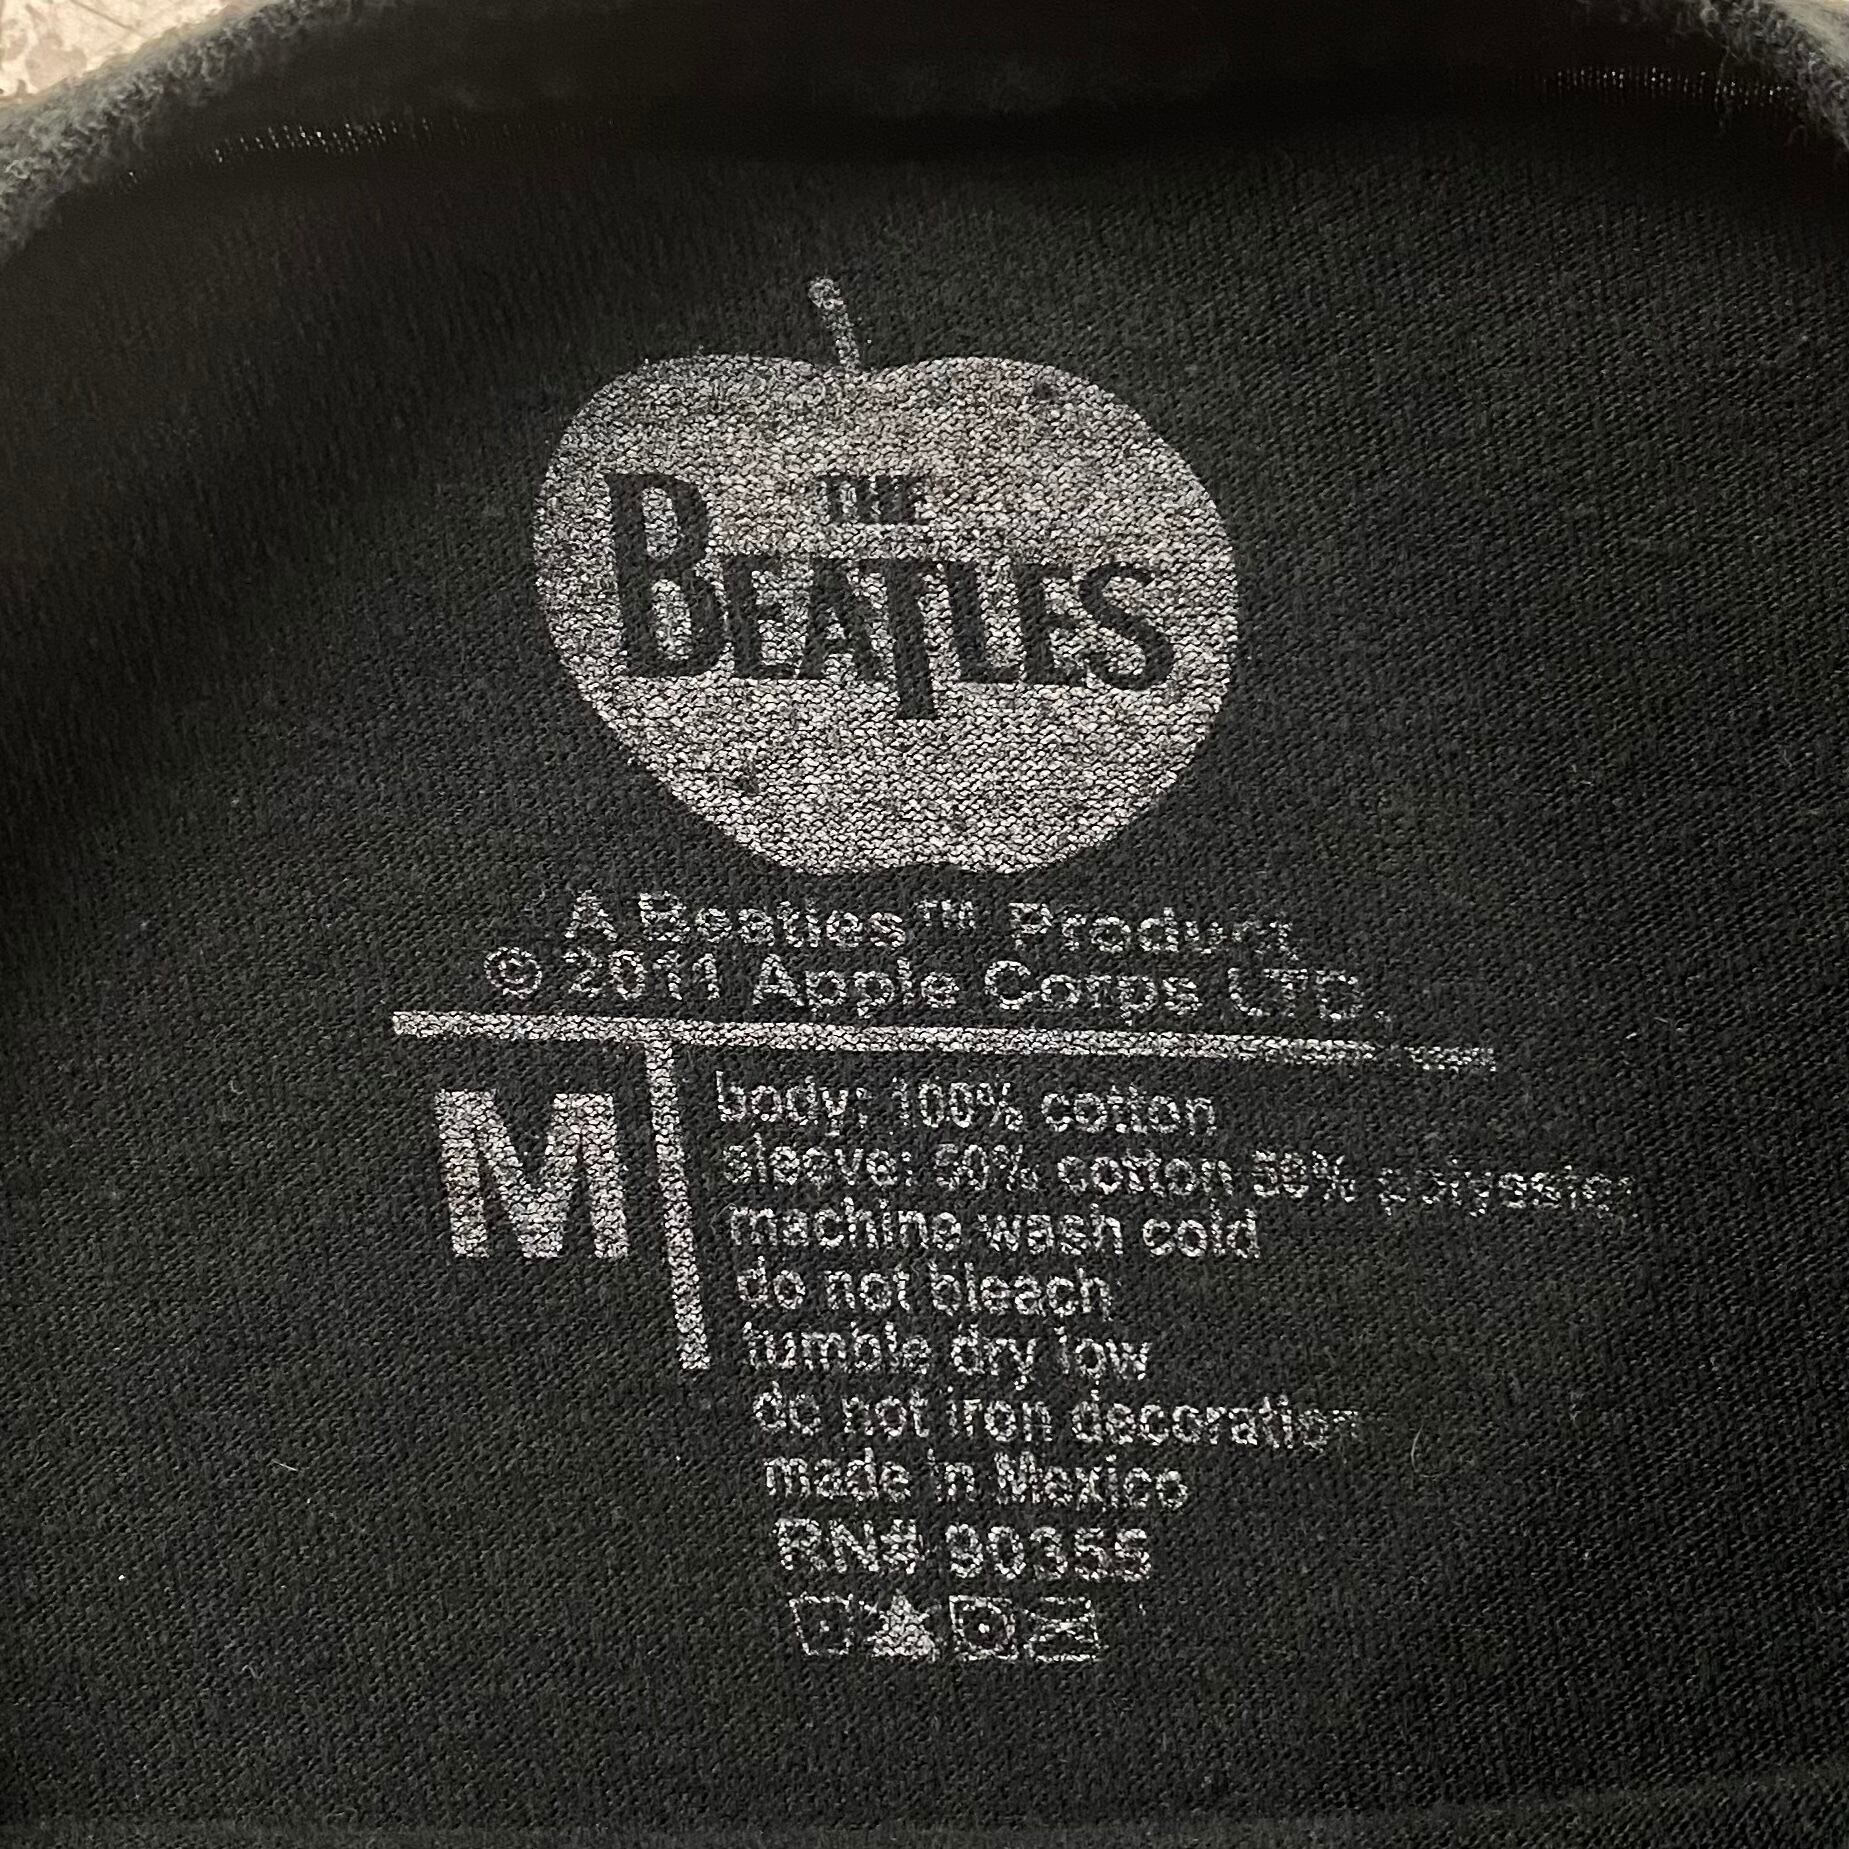 THE
BEATLES
A Beatles™ Product
© 2011 Apple Corps LTD.
M
body: 100% cotton
sleeve: 50% cotton 50% polyester
machine wash cold
do not bleach
tumble dry low
do not iron decoration
made in Mexico
RN# 90355